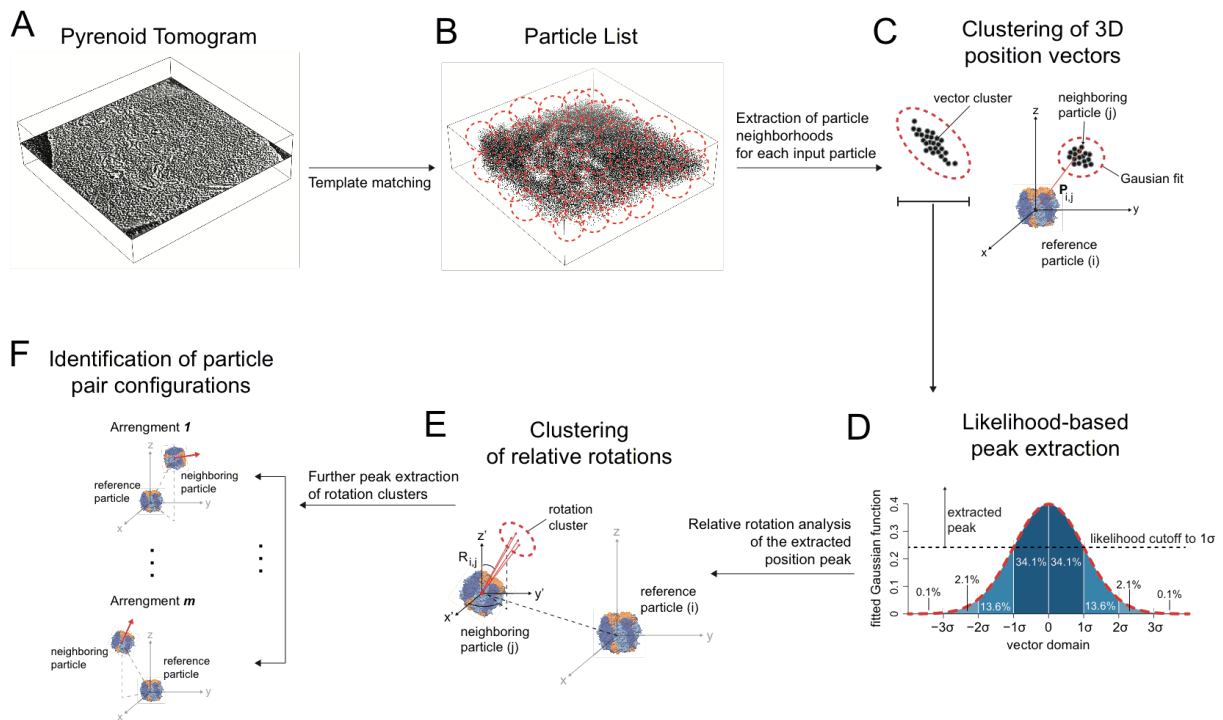 A
Pyrenoid Tomogram
Template matching
B
Particle List
Extraction of particle
neighborhoods
for each input particle
C
Clustering of 3D
position vectors
vector cluster
neighboring
particle (j)
z
Gausian fit
P i,j
y
x
reference
particle (i)
D
Likelihood-based
peak extraction
fitted Gaussian function
0.4
0.3
0.2
0.1
0
extracted
peak
likelihood cutoff to 1σ
34.1%
34.1%
2.1%
2.1%
0.1%
0.1%
13.6%
13.6%
−3σ
−2σ
−1σ
0
1σ
2σ
3σ
vector domain
Relative rotation analysis
of the extracted
position peak
E
Clustering
of relative rotations
rotation
cluster
z'
R i,j
y'
x'
neighboring
particle (j)
z
reference
particle (i)
y
x
Further peak extraction
of rotation clusters
F
Identification of particle
pair configurations
Arrengment 1
z
reference
particle
neighboring
particle
y
x
Arrengment m
z
neighboring
particle
reference
particle
y
x